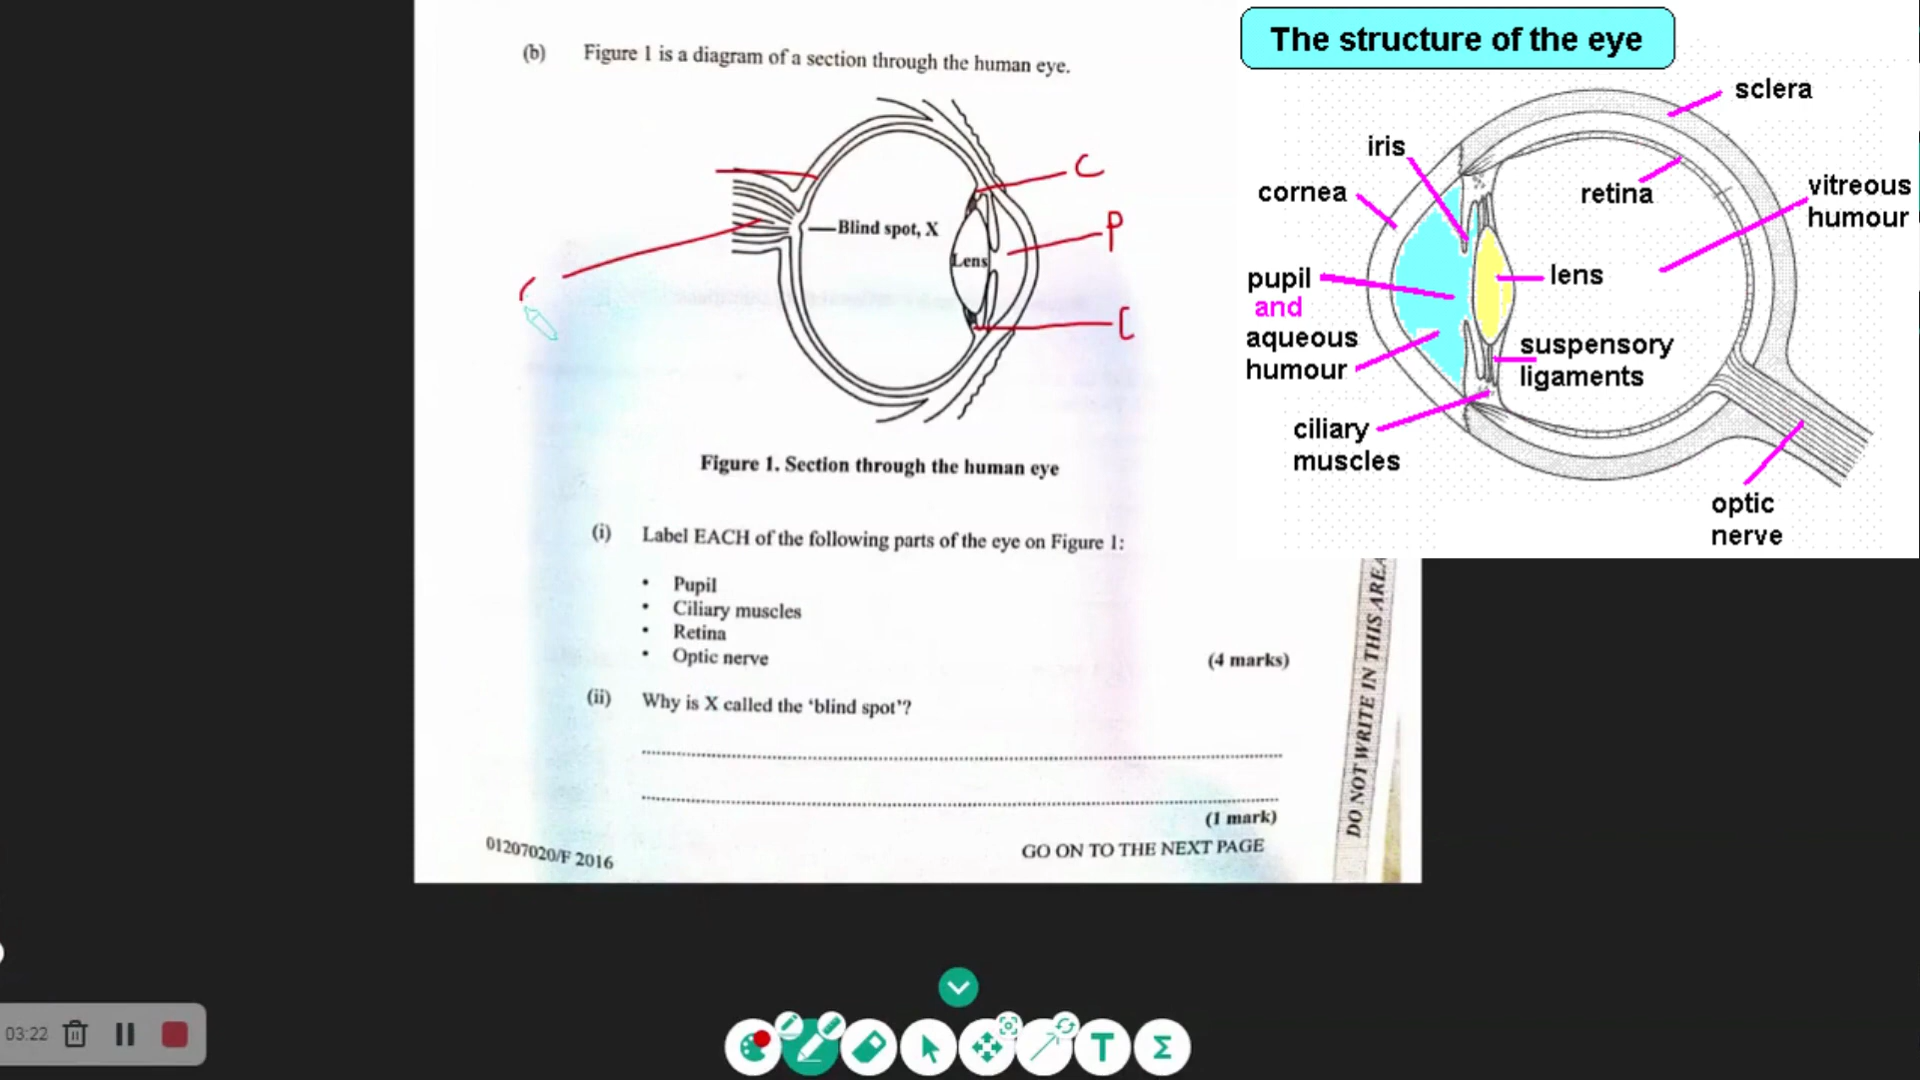 (b) Figure 1 is a diagram of a section through the human eye.
C
Blind spot, X
P
Lens
C
Figure 1. Section through the human eye
(i) Label EACH of the following parts of the eye on Figure 1:
• Pupil
• Ciliary muscles
• Retina
• Optic nerve
(4 marks)
(ii) Why is X called the ‘blind spot’?
(1 mark)
01207020/F 2016
GO ON TO THE NEXT PAGE
DO NOT WRITE IN THIS AREA
The structure of the eye
sclera
iris
cornea
retina
vitreous
humour
pupil
and
aqueous
humour
lens
suspensory
ligaments
ciliary
muscles
optic
nerve
03:22
T
Σ